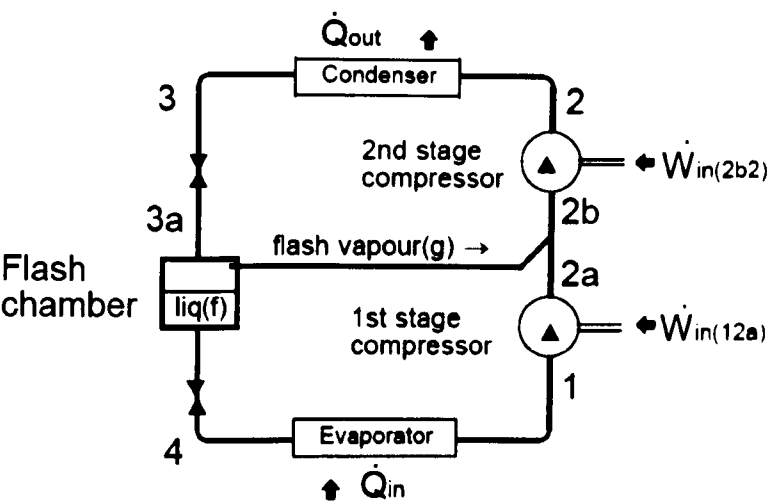 Q̇out
Condenser
3
2
2nd stage
compressor
Ẇin(2b2)
3a
2b
flash vapour(g) →
Flash
chamber
liq(f)
2a
1st stage
compressor
Ẇin(12a)
1
4
Evaporator
Q̇in